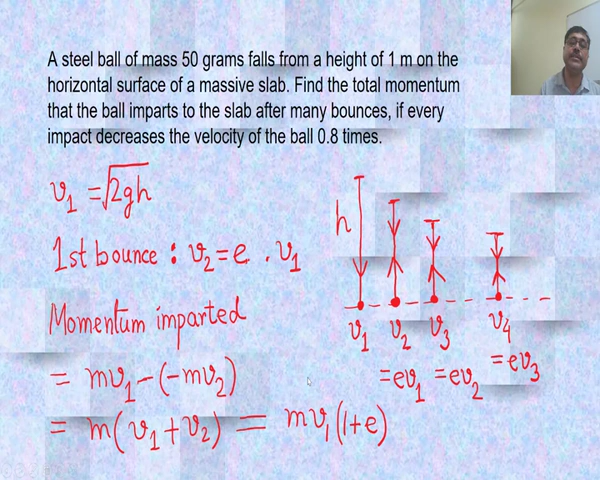 A steel ball of mass 50 grams falls from a height of 1 m on the
horizontal surface of a massive slab. Find the total momentum
that the ball imparts to the slab after many bounces, if every
impact decreases the velocity of the ball 0.8 times.
v₁ = √2gh
1st bounce : v₂ = e . v₁
Momentum imparted
= mv₁ - (-mv₂)
= m(v₁ + v₂) = mv₁(1+e)
h
v₁ v₂ v₃ v₄
= ev₁ = ev₂ = ev₃